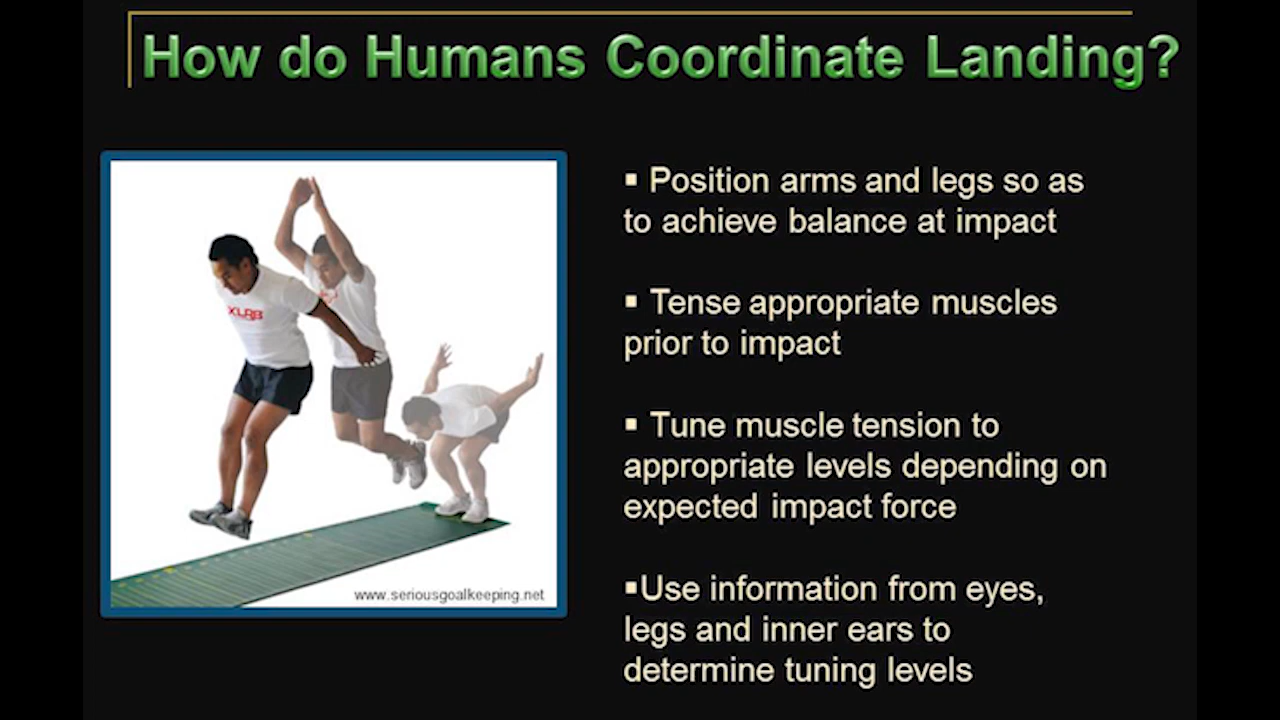 How do Humans Coordinate Landing?
XLR8
www.seriousgoalkeeping.net
▪ Position arms and legs so as
to achieve balance at impact
▪ Tense appropriate muscles
prior to impact
▪ Tune muscle tension to
appropriate levels depending on
expected impact force
▪Use information from eyes,
legs and inner ears to
determine tuning levels